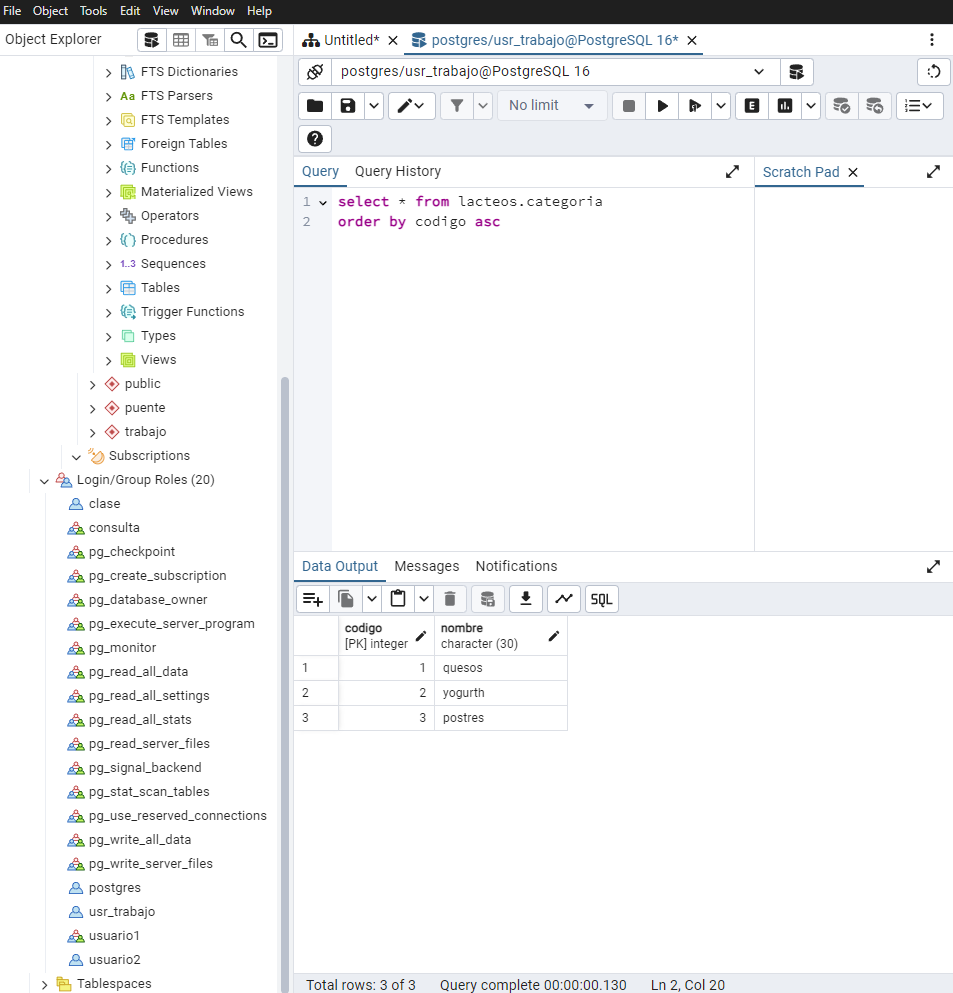 File Object Tools Edit View Window Help
Object Explorer
FTS Dictionaries
Aa FTS Parsers
FTS Templates
Foreign Tables
Functions
Materialized Views
Operators
Procedures
1..3 Sequences
Tables
Trigger Functions
Types
Views
public
puente
trabajo
Subscriptions
Login/Group Roles (20)
clase
consulta
pg_checkpoint
pg_create_subscription
pg_database_owner
pg_execute_server_program
pg_monitor
pg_read_all_data
pg_read_all_settings
pg_read_all_stats
pg_read_server_files
pg_signal_backend
pg_stat_scan_tables
pg_use_reserved_connections
pg_write_all_data
pg_write_server_files
postgres
usr_trabajo
usuario1
usuario2
Tablespaces
Untitled* postgres/usr_trabajo@PostgreSQL 16*
postgres/usr_trabajo@PostgreSQL 16
No limit E
Query Query History Scratch Pad
1 select * from lacteos.categoria
2 order by codigo asc
Data Output Messages Notifications
SQL
codigo nombre
[PK] integer character (30)
1 1 quesos
2 2 yogurth
3 3 postres
Total rows: 3 of 3 Query complete 00:00:00.130 Ln 2, Col 20